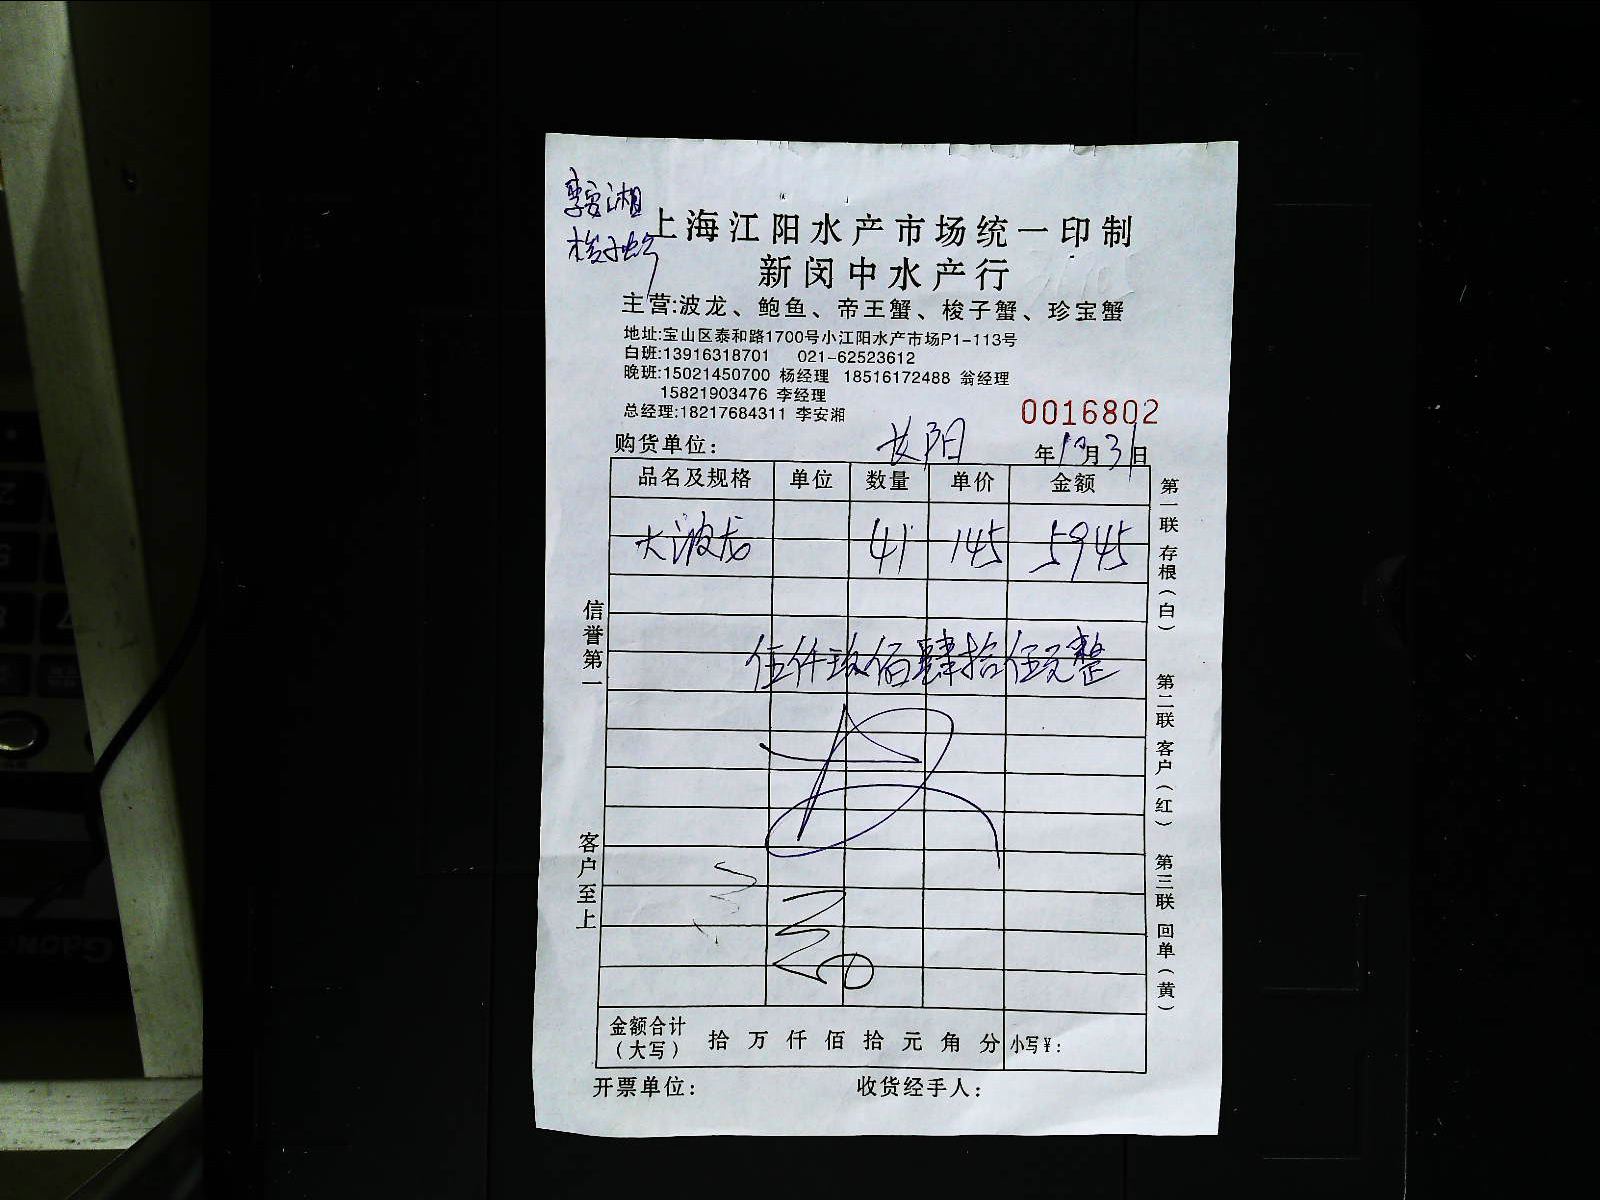 李安湘
梭子蟹
上海江阳水产市场统一印制
新闵中水产行
主营:波龙、鲍鱼、帝王蟹、梭子蟹、珍宝蟹
地址:宝山区泰和路1700号小江阳水产市场P1-113号
白班:13916318701 021-62523612
晚班:15021450700 杨经理 18516172488 翁经理
15821903476 李经理
总经理:18217684311 李安湘
0016802
购货单位: 长阳 年10月31日
品名及规格 单位 数量 单价 金额
大波龙 41 145 5945
伍仟玖佰肆拾伍元整
金额合计(大写) 拾 万 仟 佰 拾 元 角 分 小写¥:
开票单位: 收货经手人:
信誉第一
客户至上
第一联 存根(白)
第二联 客户(红)
第三联 回单(黄)